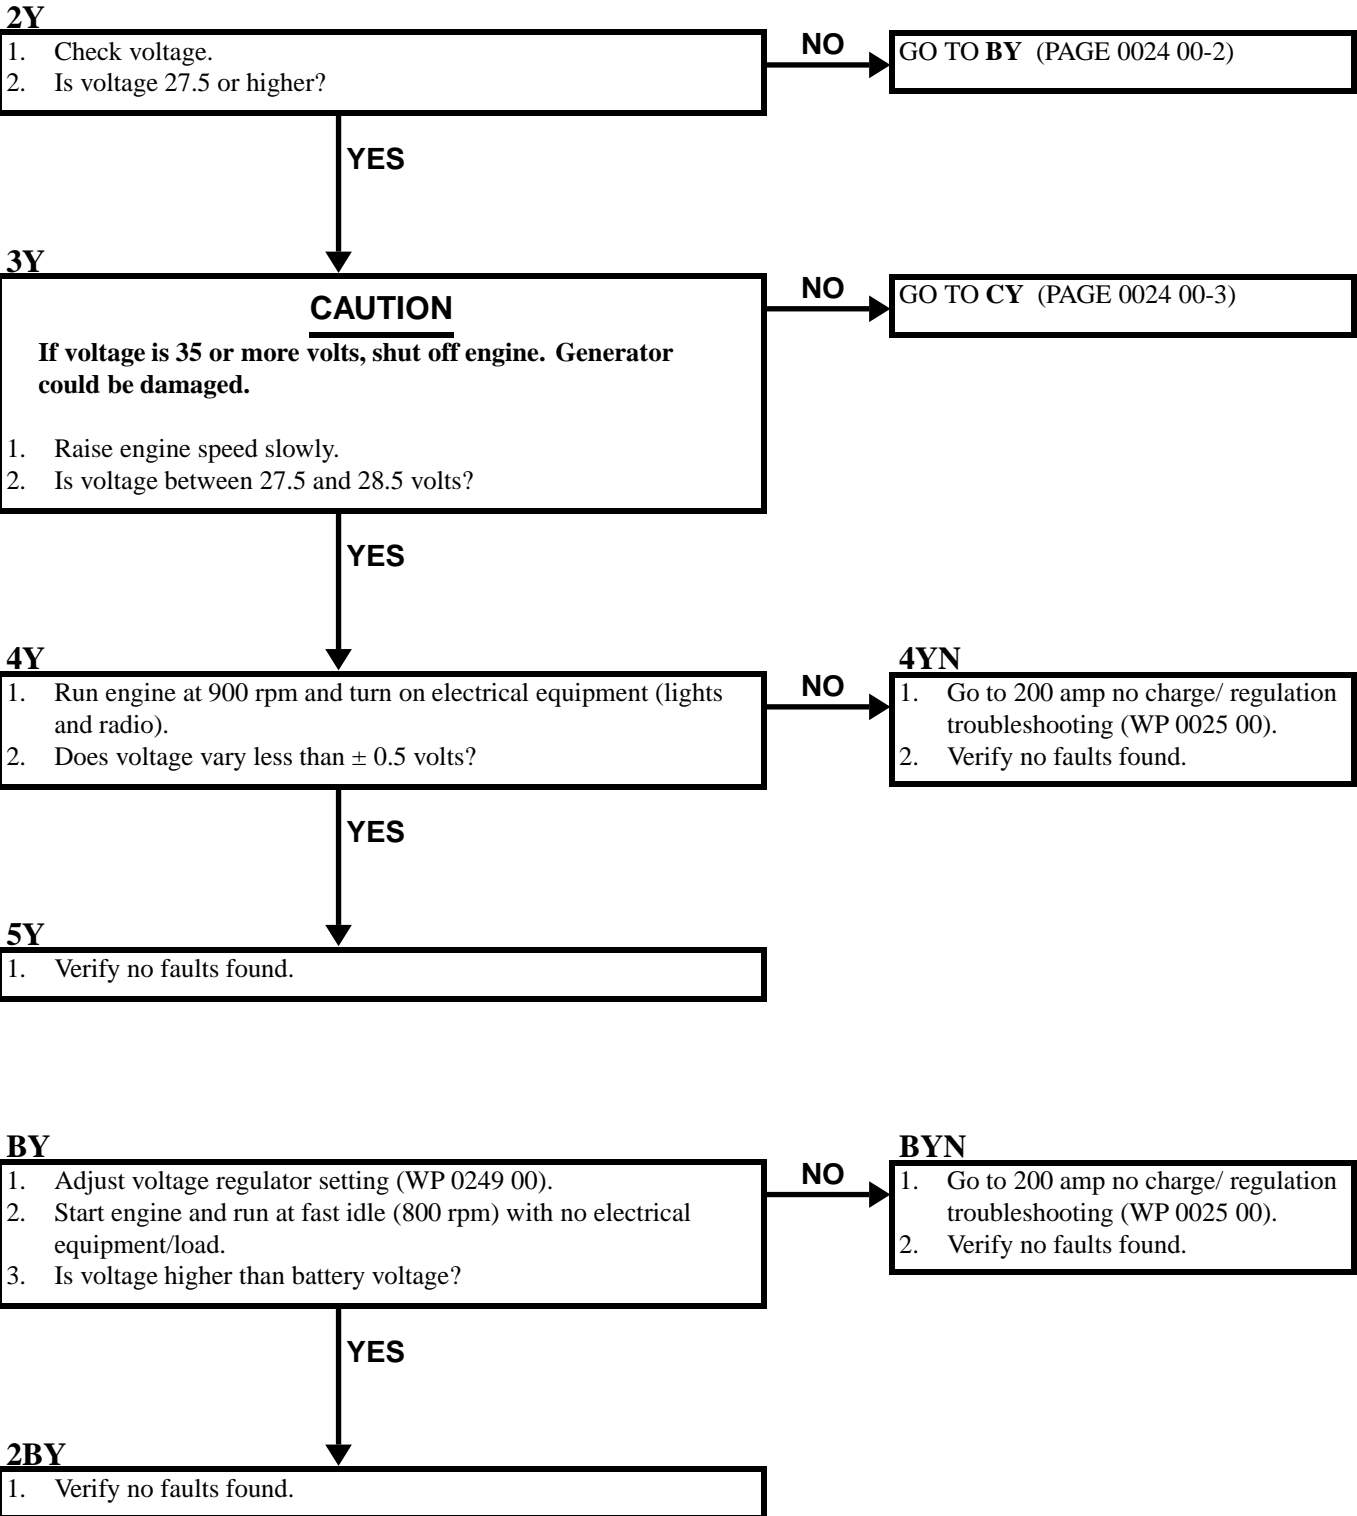 2Y
1. Check voltage.
2. Is voltage 27.5 or higher?
NO
GO TO BY (PAGE 0024 00-2)
YES
3Y
CAUTION
If voltage is 35 or more volts, shut off engine. Generator
could be damaged.
1. Raise engine speed slowly.
2. Is voltage between 27.5 and 28.5 volts?
NO
GO TO CY (PAGE 0024 00-3)
YES
4Y
1. Run engine at 900 rpm and turn on electrical equipment (lights
and radio).
2. Does voltage vary less than ± 0.5 volts?
NO
4YN
1. Go to 200 amp no charge/ regulation
troubleshooting (WP 0025 00).
2. Verify no faults found.
YES
5Y
1. Verify no faults found.
BY
1. Adjust voltage regulator setting (WP 0249 00).
2. Start engine and run at fast idle (800 rpm) with no electrical
equipment/load.
3. Is voltage higher than battery voltage?
NO
BYN
1. Go to 200 amp no charge/ regulation
troubleshooting (WP 0025 00).
2. Verify no faults found.
YES
2BY
1. Verify no faults found.